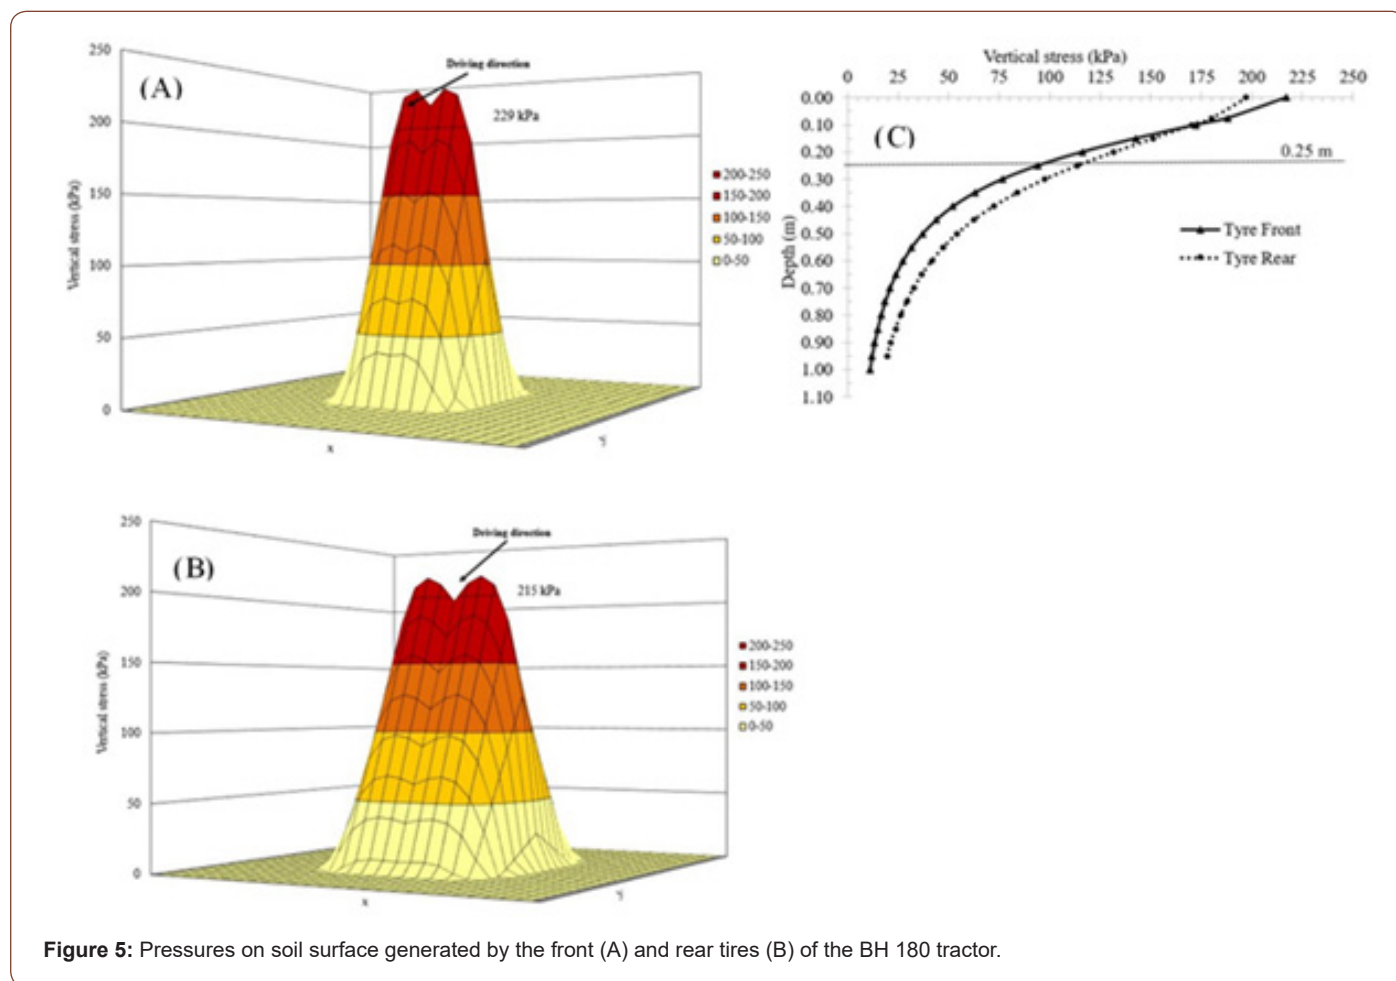 250
200
150
100
50
0
Vertical stress (kPa)
(A)
Driving direction
229 kPa
200-250
150-200
100-150
50-100
0-50
x
y
Vertical stress (kPa)
0 25 50 75 100 125 150 175 200 225 250
0.00
0.10
0.20
0.30
0.40
0.50
0.60
0.70
0.80
0.90
1.00
1.10
Depth (m)
(C)
0.25 m
Tyre Front
Tyre Rear
250
200
150
100
50
0
Vertical stress (kPa)
(B)
Driving direction
215 kPa
200-250
150-200
100-150
50-100
0-50
x
y
Figure 5: Pressures on soil surface generated by the front (A) and rear tires (B) of the BH 180 tractor.